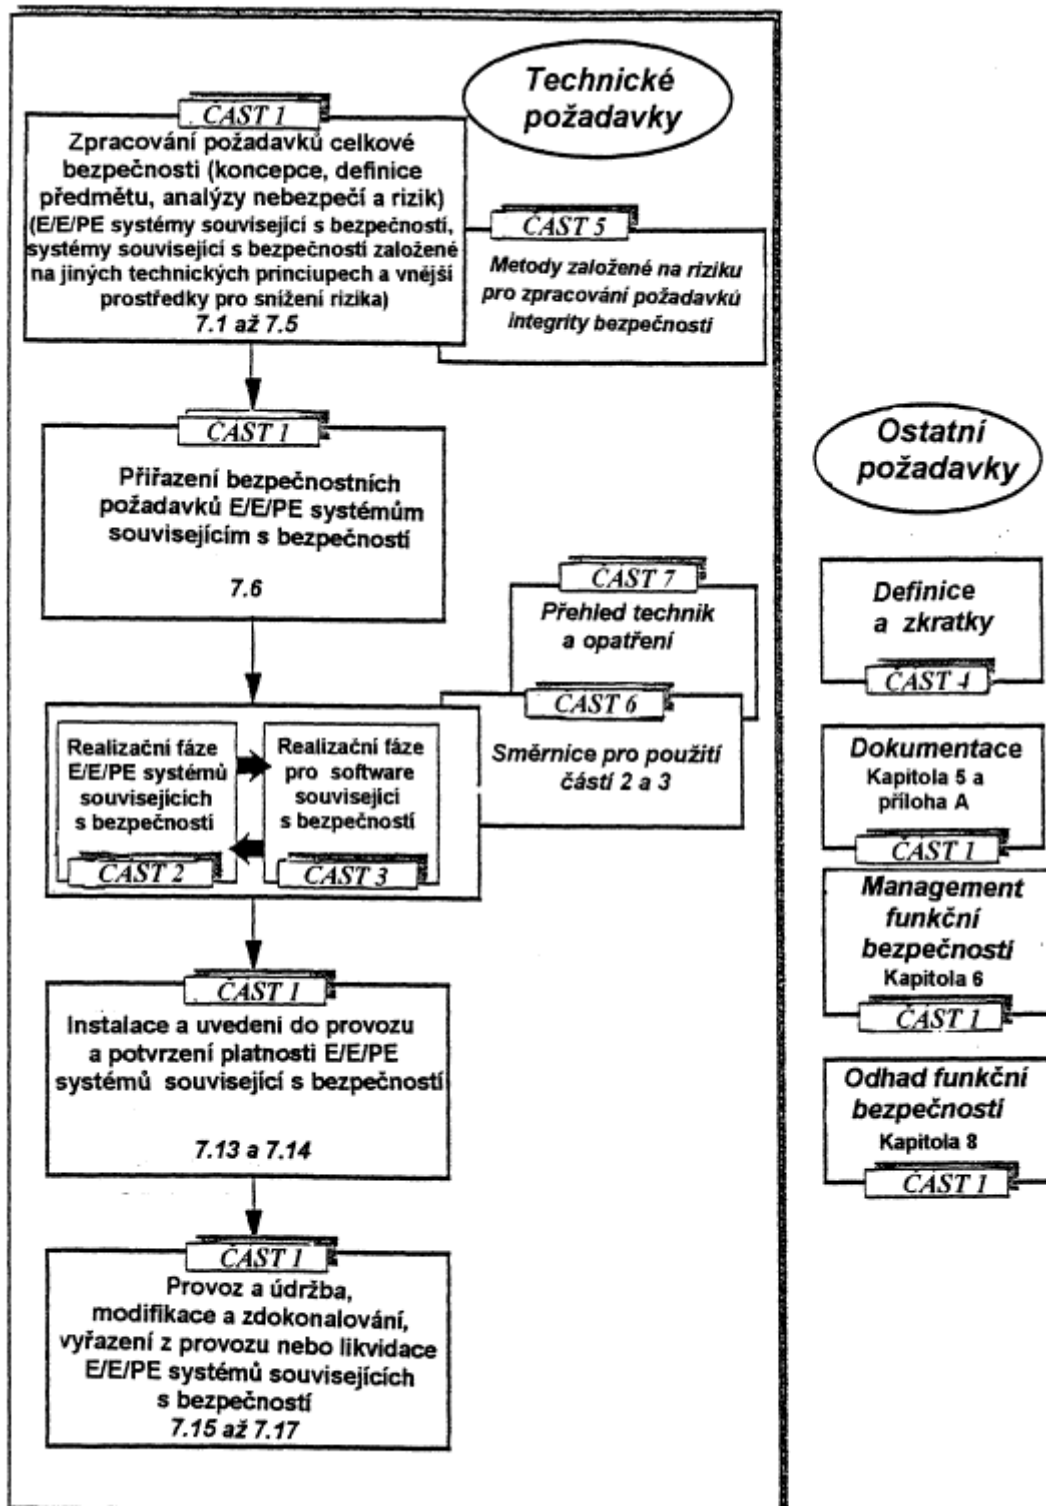 Technické
požadavky
ČÁST 1
Zpracování požadavků celkové
bezpečnosti (koncepce, definice
předmětu, analýzy nebezpečí a rizik)
(E/E/PE systémy související s bezpečností,
systémy související s bezpečností založené
na jiných technických princiupech a vnější
prostředky pro snížení rizika)
7.1 až 7.5
ČÁST 5
Metody založené na riziku
pro zpracování požadavků
integrity bezpečnosti
ČÁST 1
Přiřazení bezpečnostních
požadavků E/E/PE systémům
souvisejícím s bezpečností
7.6
ČÁST 7
Přehled technik
a opatření
ČÁST 6
Směrnice pro použití
částí 2 a 3
Realizační fáze
E/E/PE systémů
souvisejících
s bezpečností
ČÁST 2
Realizační fáze
pro software
související
s bezpečností
ČÁST 3
ČÁST 1
Instalace a uvedení do provozu
a potvrzení platnosti E/E/PE
systémů související s bezpečností
7.13 a 7.14
ČÁST 1
Provoz a údržba,
modifikace a zdokonalování,
vyřazení z provozu nebo likvidace
E/E/PE systémů souvisejících
s bezpečností
7.15 až 7.17
Ostatní
požadavky
Definice
a zkratky
ČÁST 4
Dokumentace
Kapitola 5 a
příloha A
ČÁST 1
Management
funkční
bezpečnosti
Kapitola 6
ČÁST 1
Odhad funkční
bezpečnosti
Kapitola 8
ČÁST 1